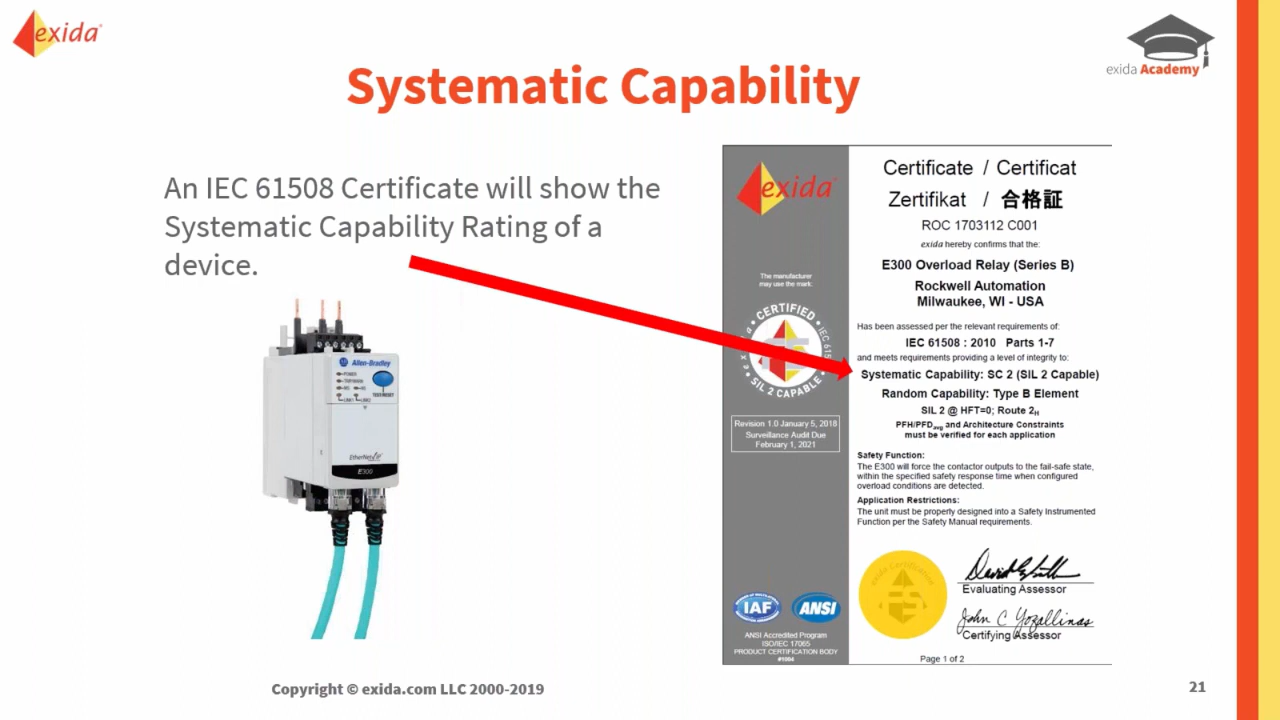 exida
exida Academy
Systematic Capability
An IEC 61508 Certificate will show the
Systematic Capability Rating of a
device.
Allen-Bradley
EtherNet/IP
E300
exida
The manufacturer
may use the mark:
CERTIFIED
IEC 615
SIL 2 CAPABLE
Revision 1.0 January 5, 2018
Surveillance Audit Due
February 1, 2021
IAF
ANSI
ANSI Accredited Program
ISO/IEC 17065
PRODUCT CERTIFICATION BODY
#1004
Certificate / Certificat
Zertifikat / 合格証
ROC 1703112 C001
exida hereby confirms that the:
E300 Overload Relay (Series B)
Rockwell Automation
Milwaukee, WI - USA
Has been assessed per the relevant requirements of:
IEC 61508 : 2010 Parts 1-7
and meets requirements providing a level of integrity to:
Systematic Capability: SC 2 (SIL 2 Capable)
Random Capability: Type B Element
SIL 2 @ HFT=0; Route 2H
PFH/PFDavg and Architecture Constraints
must be verified for each application
Safety Function:
The E300 will force the contactor outputs to the fail-safe state,
within the specified safety response time when configured
overload conditions are detected.
Application Restrictions:
The unit must be properly designed into a Safety Instrumented
Function per the Safety Manual requirements.
exida Certification
Evaluating Assessor
John C Yozallinas
Certifying Assessor
Page 1 of 2
Copyright © exida.com LLC 2000-2019
21